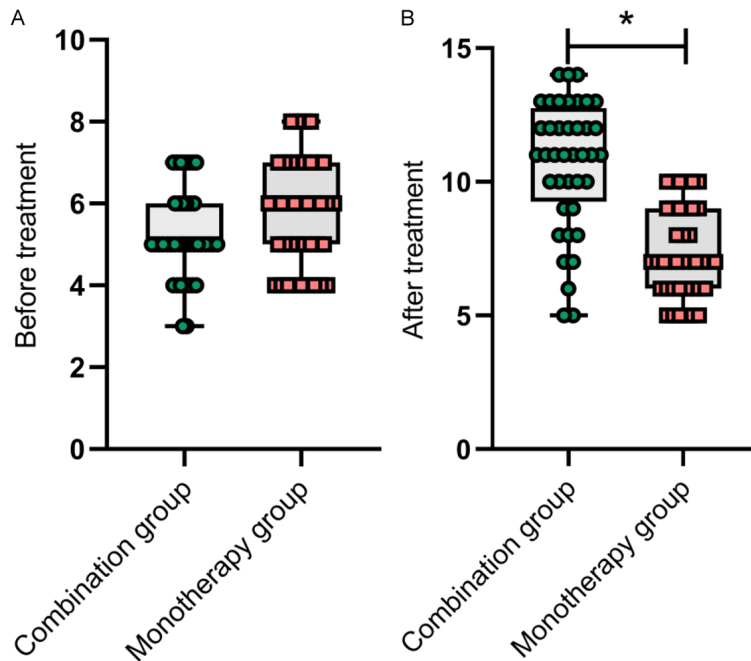 A
Before treatment
10
8
6
4
2
0
Combination group
Monotherapy group
B
*
After treatment
15
10
5
0
Combination group
Monotherapy group